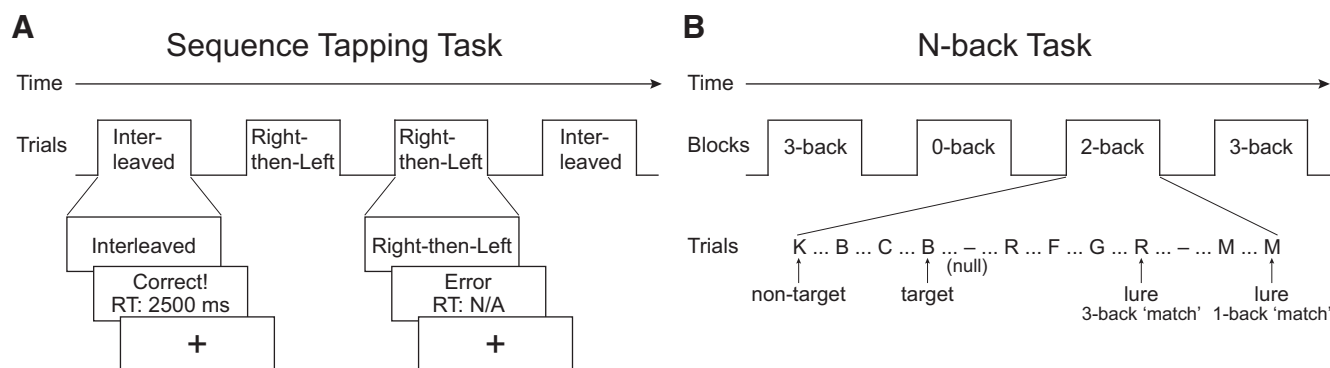 A
Sequence Tapping Task
Time
Trials
Inter-
leaved
Right-
then-Left
Right-
then-Left
Inter-
leaved
Interleaved
Correct!
RT: 2500 ms
+
Right-then-Left
Error
RT: N/A
+
B
N-back Task
Time
Blocks
3-back
0-back
2-back
3-back
Trials
K ... B ... C ... B ... – ... R ... F ... G ... R ... – ... M ... M
(null)
non-target
target
lure
3-back ‘match’
lure
1-back ‘match’